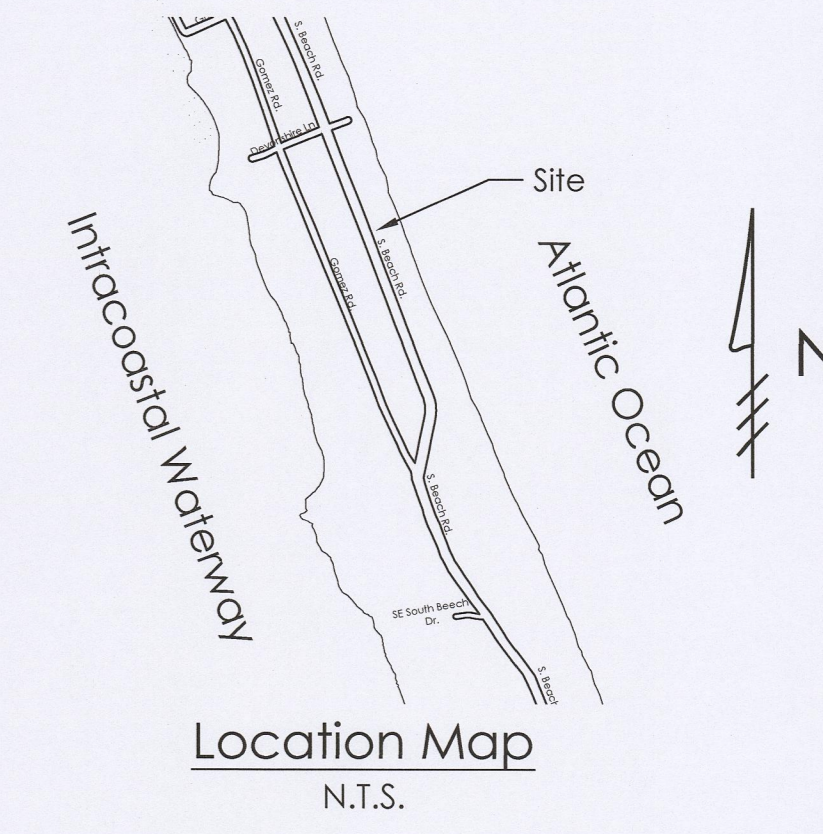 S. Beach Rd.
Gomez Rd.
Devonshire Ln.
Site
S. Beach Rd.
Gomez Rd.
Intracoastal Waterway
Atlantic Ocean
N
S. Beach Rd.
SE South Beech
Dr.
S. Beach
Location Map
N.T.S.